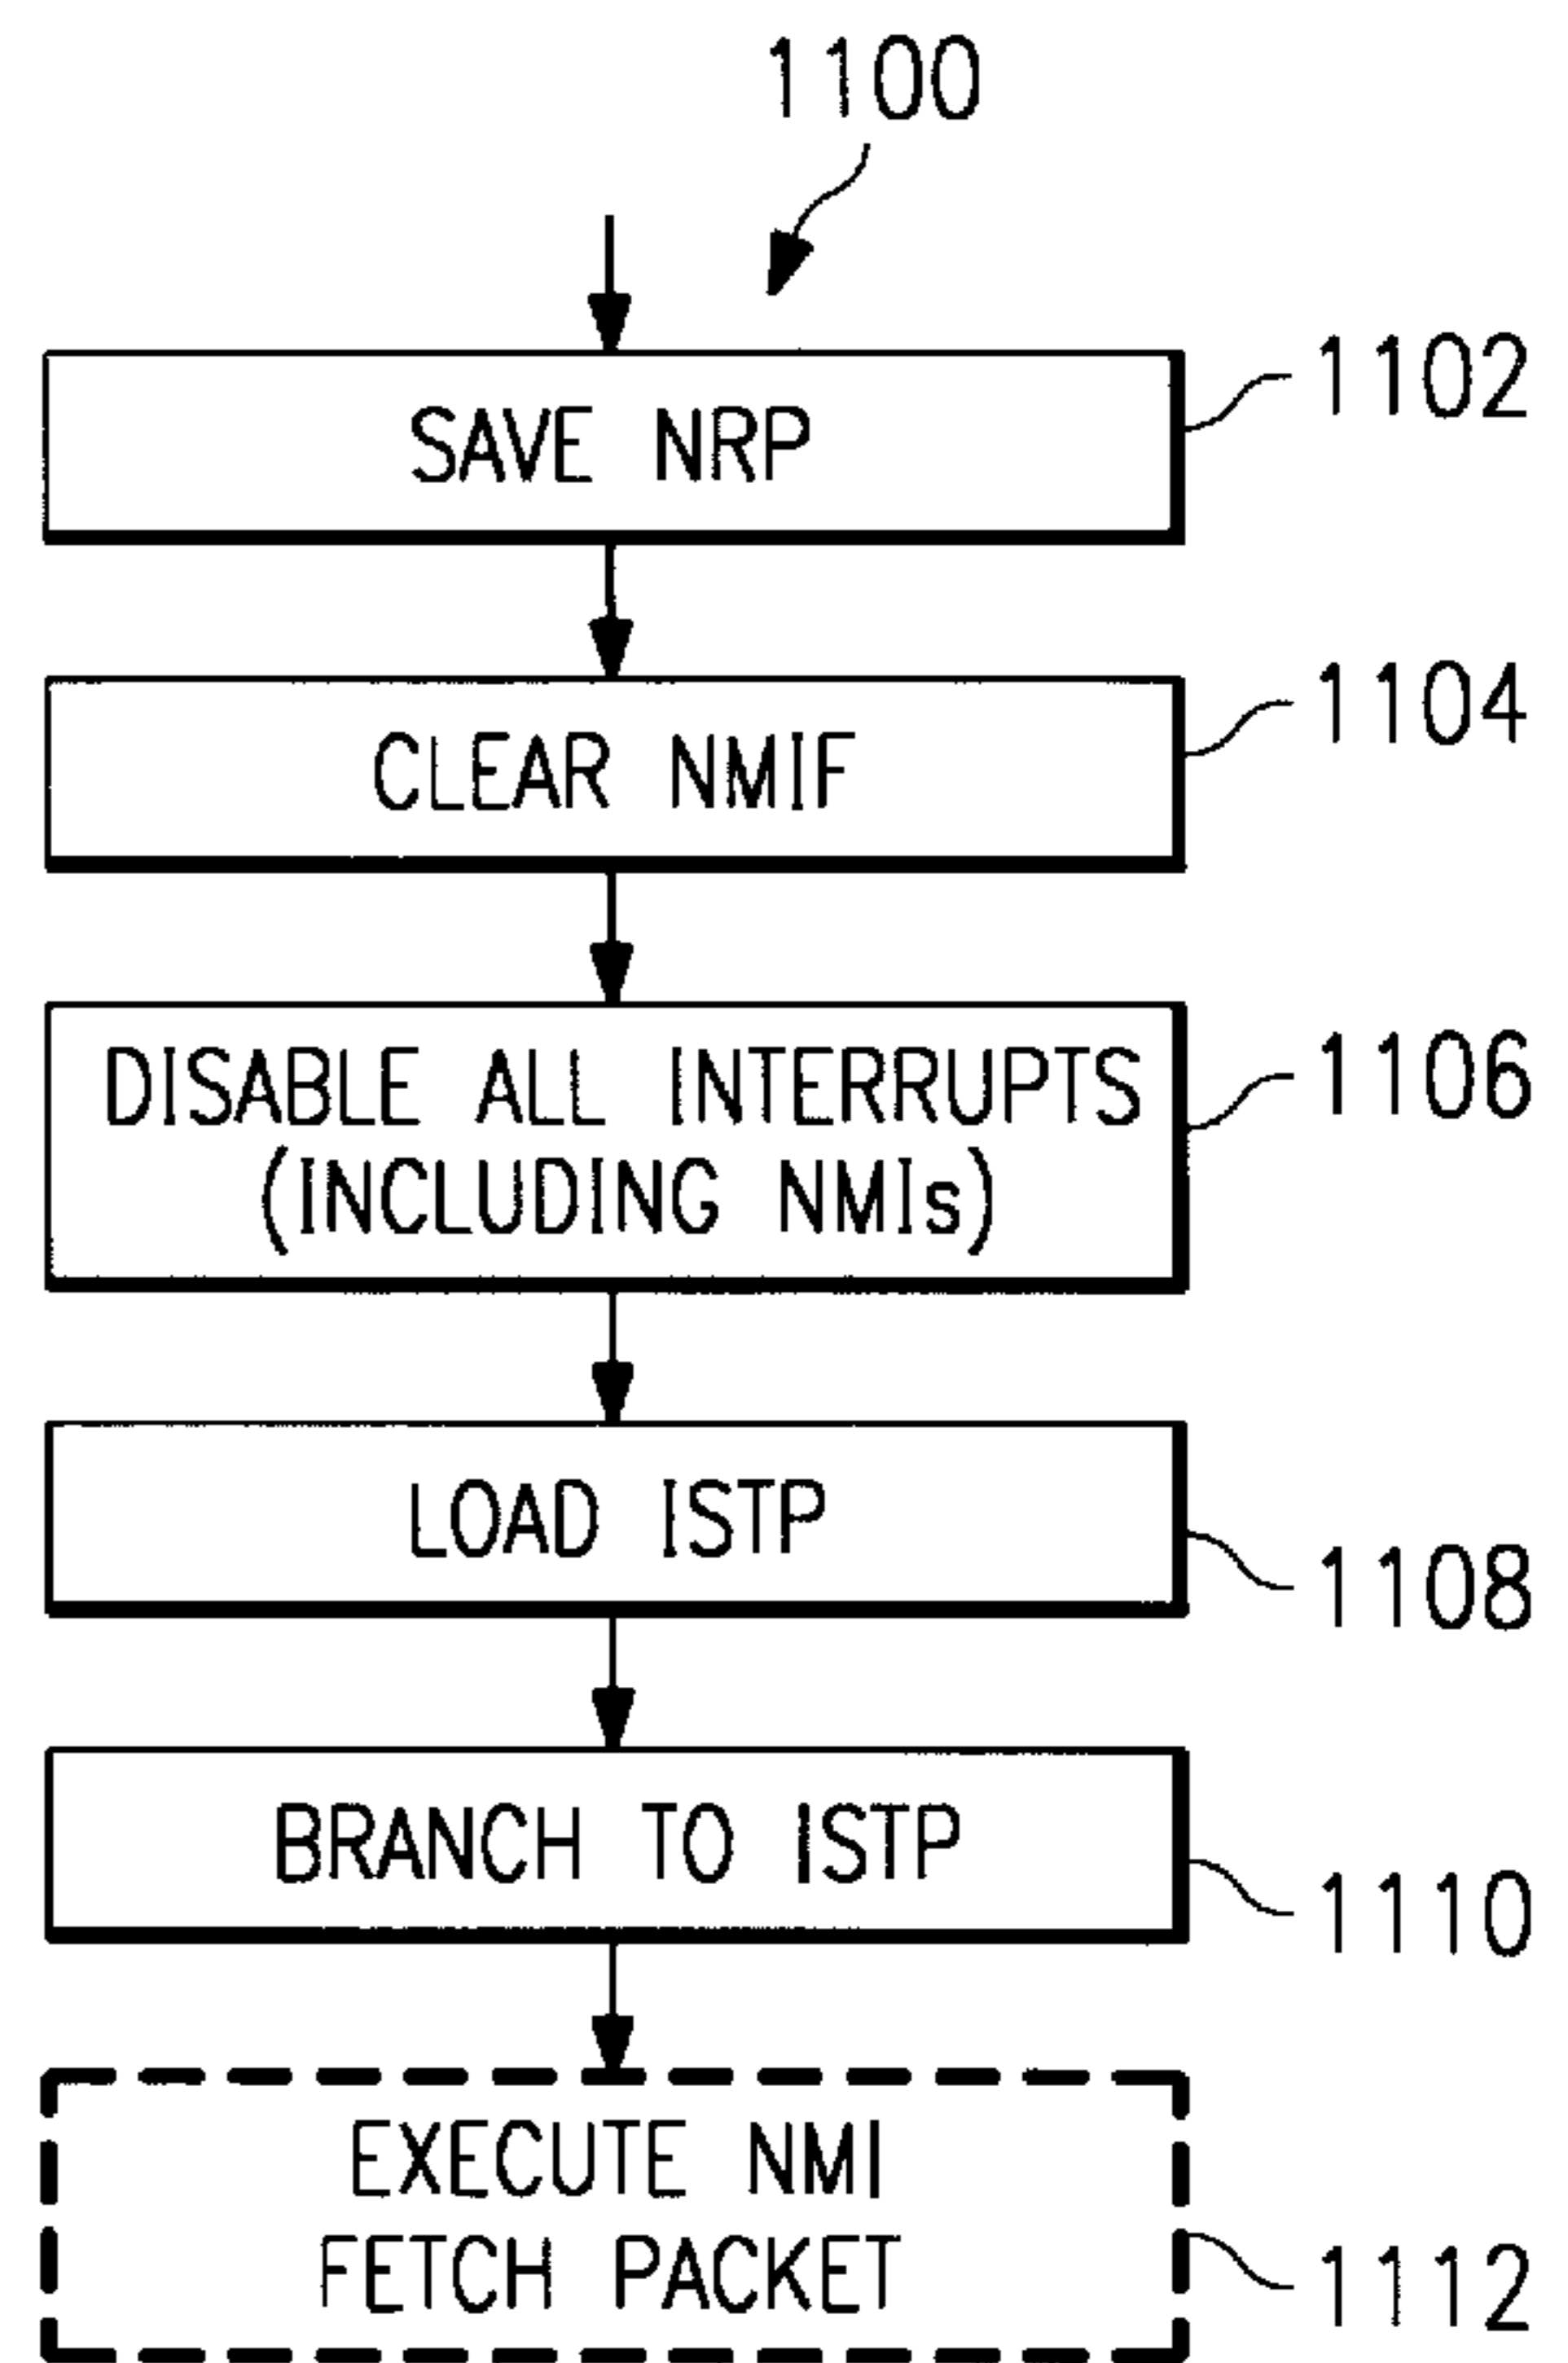 1100
SAVE NRP
1102
CLEAR NMIF
1104
DISABLE ALL INTERRUPTS
(INCLUDING NMIs)
1106
LOAD ISTP
1108
BRANCH TO ISTP
1110
EXECUTE NMI
FETCH PACKET
1112